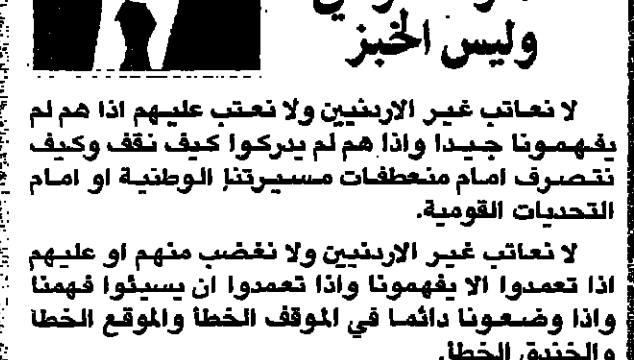 وليس الخبز
لا نعاتب غير الاردنيين ولا نعتب عليهم اذا هم لم
يفهمونا جيدا واذا هم لم يدركوا كيف نقف وكيف
نتصرف امام منعطفات مسيرتنا الوطنية او امام
التحديات القومية.
لا نعاتب غير الاردنيين ولا نغضب منهم او عليهم
اذا تعمدوا الا يفهمونا واذا تعمدوا ان يسيئوا فهمنا
واذا وضعونا دائما في الموقف الخطأ والموقع الخطا
والخندق الخطأ.